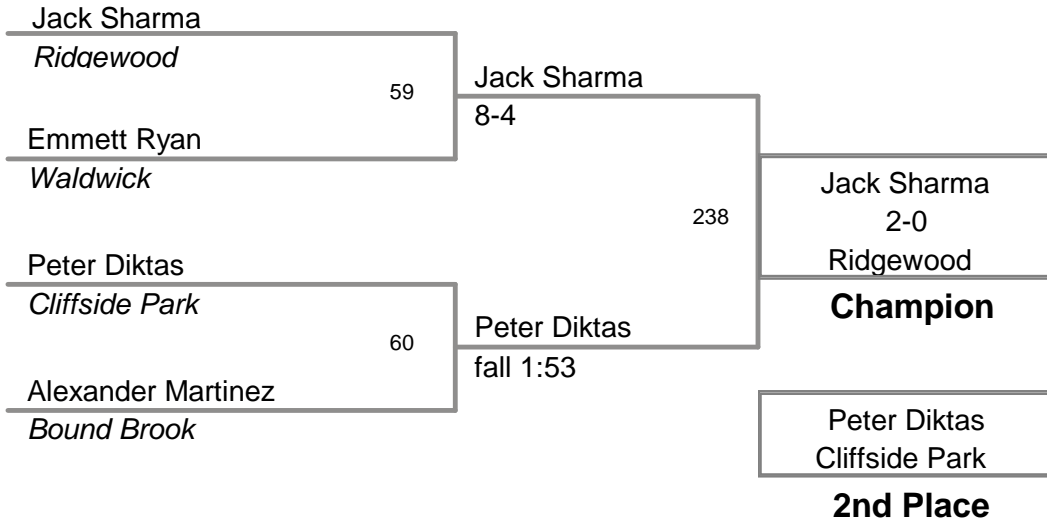 Jack Sharma
Ridgewood
59
Jack Sharma
8-4
Emmett Ryan
Waldwick
238
Jack Sharma
2-0
Ridgewood
Champion
Peter Diktas
Cliffside Park
60
Peter Diktas
fall 1:53
Alexander Martinez
Bound Brook
Peter Diktas
Cliffside Park
2nd Place